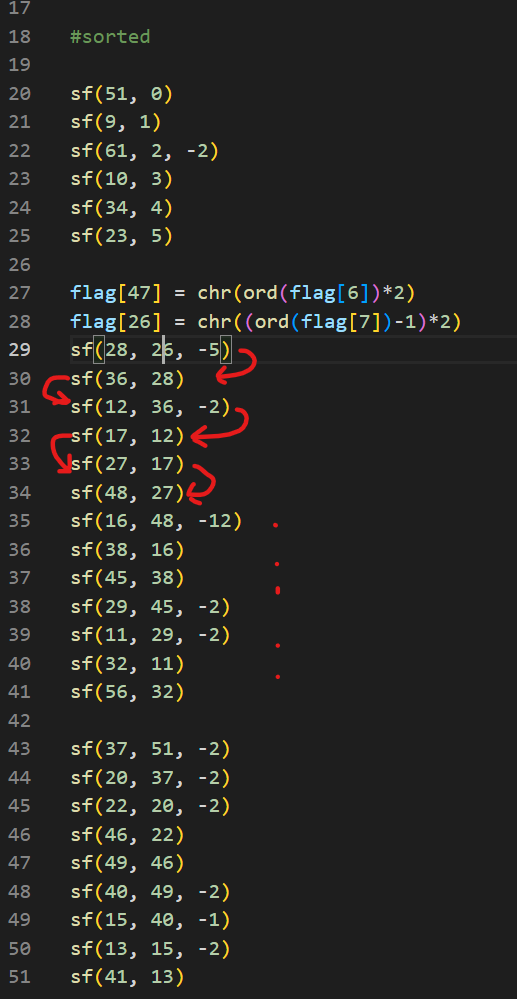 17
18 #sorted
19
20 sf(51, 0)
21 sf(9, 1)
22 sf(61, 2, -2)
23 sf(10, 3)
24 sf(34, 4)
25 sf(23, 5)
26
27 flag[47] = chr(ord(flag[6])*2)
28 flag[26] = chr((ord(flag[7])-1)*2)
29 sf(28, 26, -5)
30 sf(36, 28)
31 sf(12, 36, -2)
32 sf(17, 12)
33 sf(27, 17)
34 sf(48, 27)
35 sf(16, 48, -12)
36 sf(38, 16)
37 sf(45, 38)
38 sf(29, 45, -2)
39 sf(11, 29, -2)
40 sf(32, 11)
41 sf(56, 32)
42
43 sf(37, 51, -2)
44 sf(20, 37, -2)
45 sf(22, 20, -2)
46 sf(46, 22)
47 sf(49, 46)
48 sf(40, 49, -2)
49 sf(15, 40, -1)
50 sf(13, 15, -2)
51 sf(41, 13)